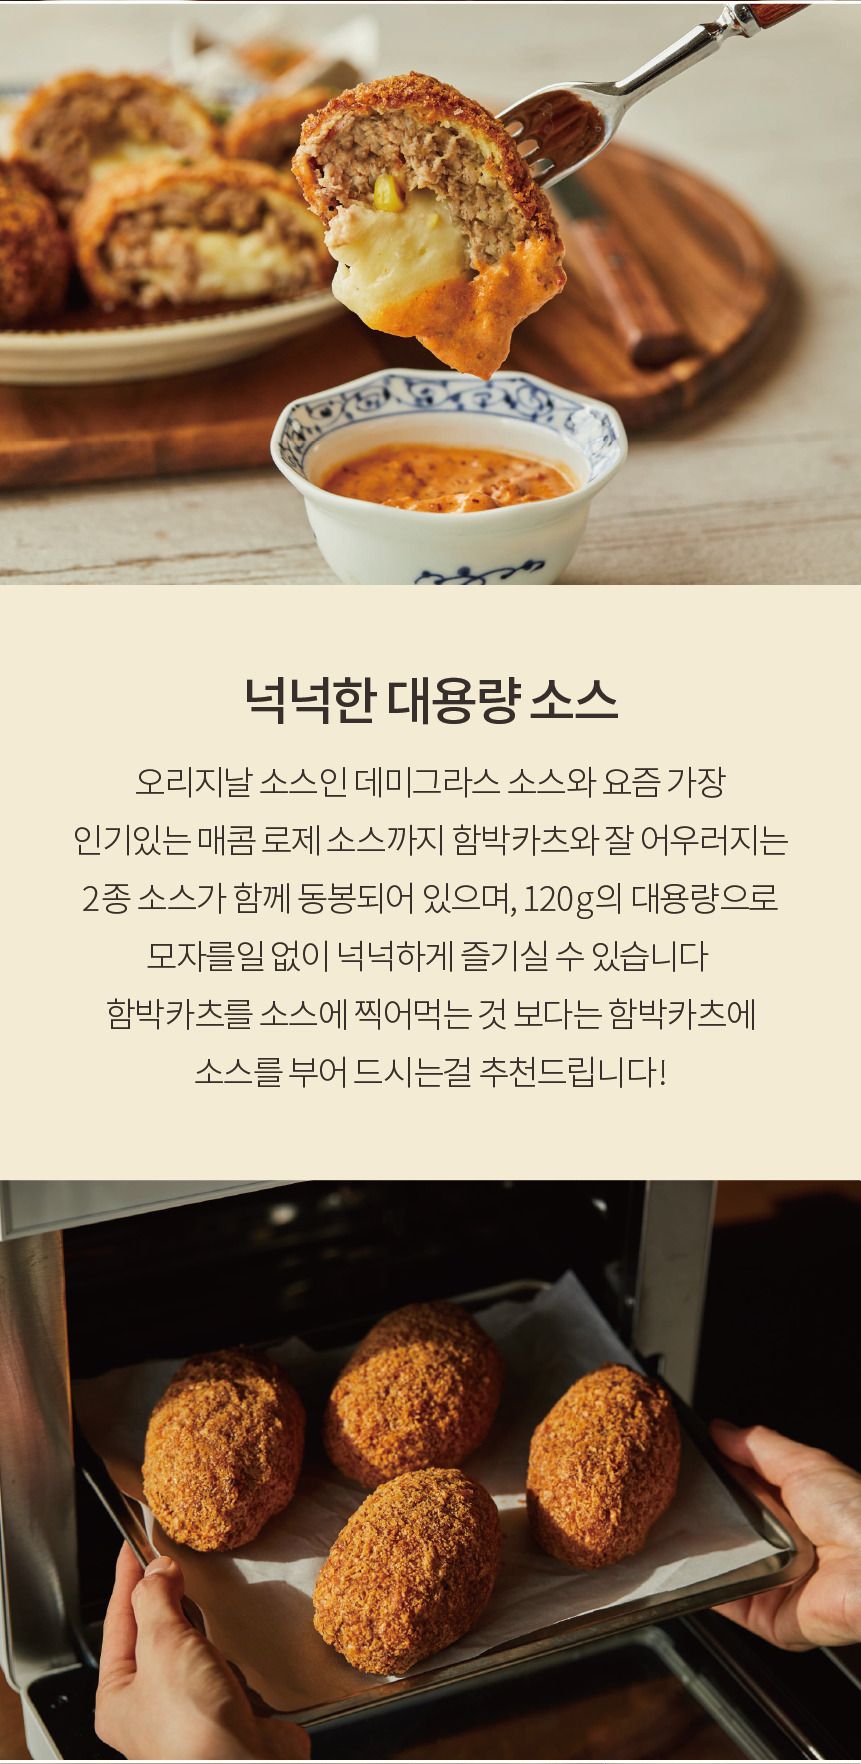 넉넉한 대용량 소스
오리지날 소스인 데미그라스 소스와 요즘 가장
인기있는 매콤 로제 소스까지 함박카츠와 잘 어우러지는
2종 소스가 함께 동봉되어 있으며, 120g의 대용량으로
모자를일 없이 넉넉하게 즐기실 수 있습니다
함박카츠를 소스에 찍어먹는 것 보다는 함박카츠에
소스를 부어 드시는걸 추천드립니다!